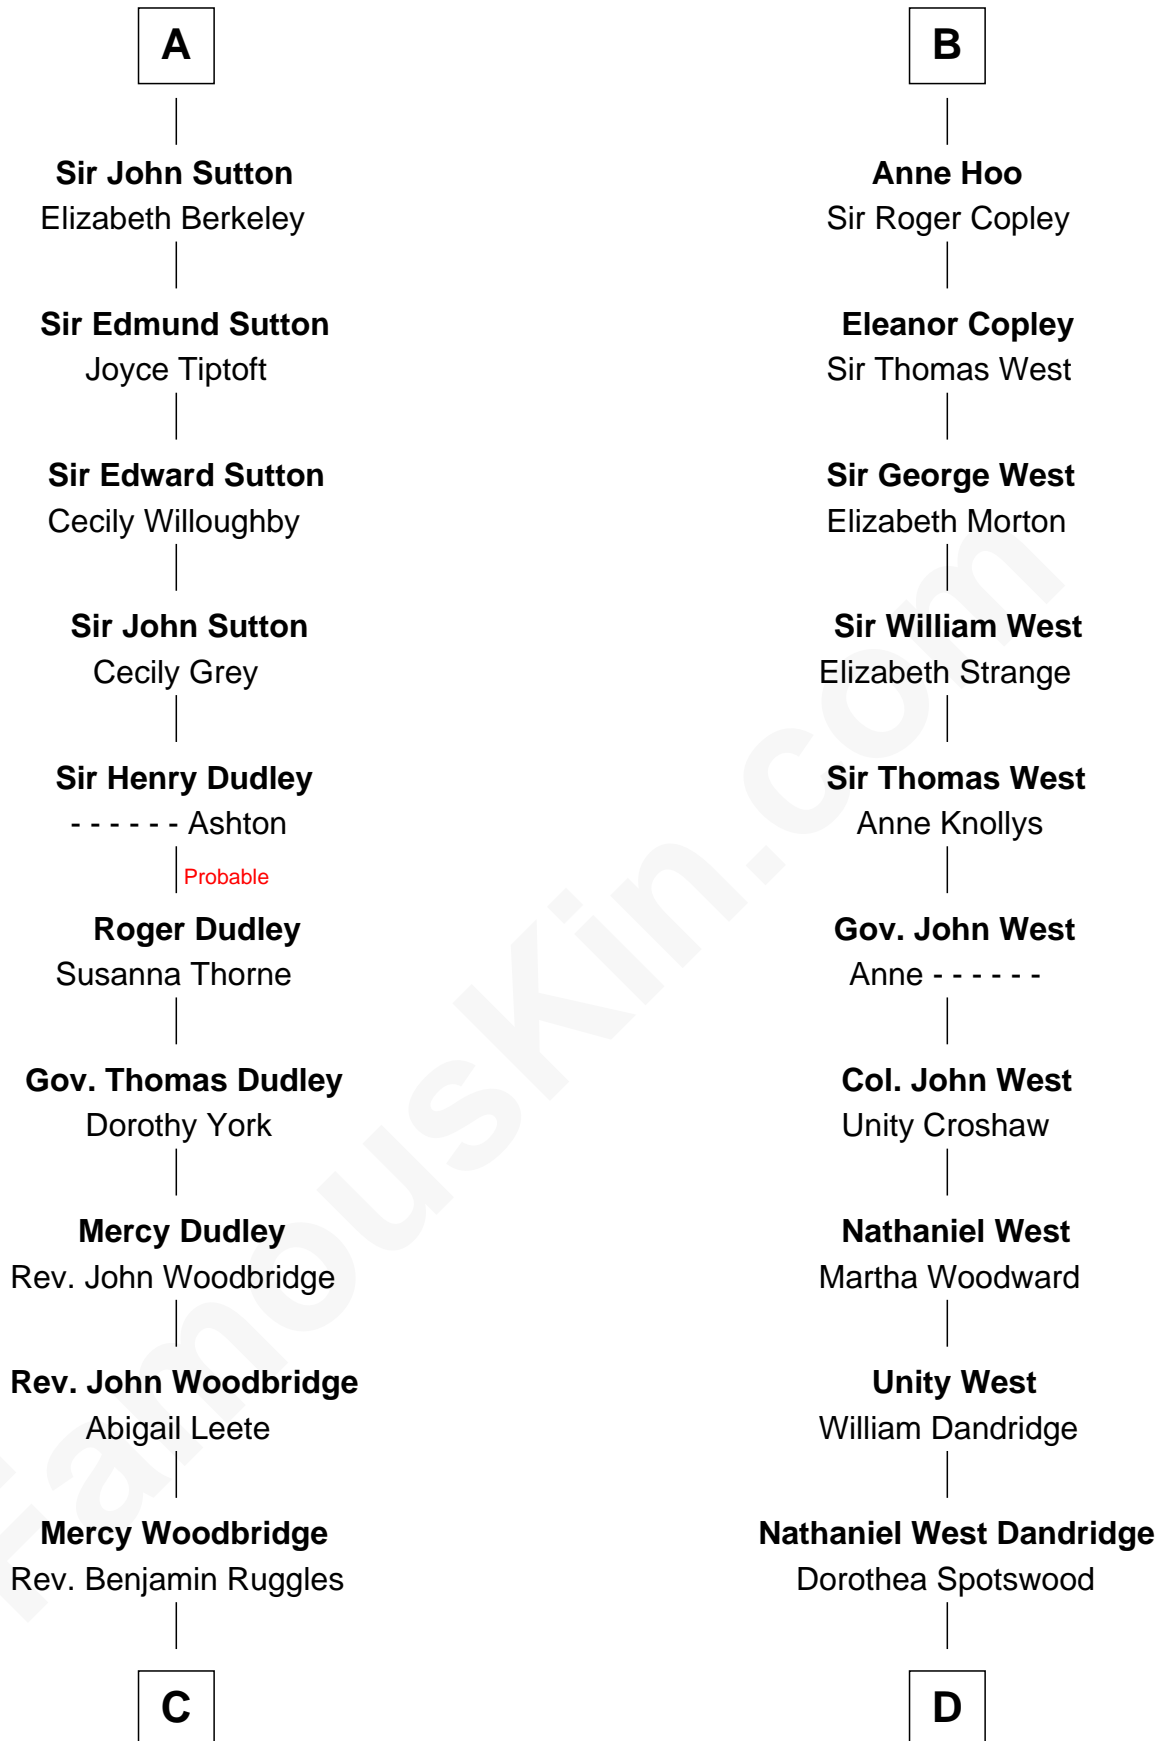 A
Sir John Sutton
Elizabeth Berkeley
Sir Edmund Sutton
Joyce Tiptoft
Sir Edward Sutton
Cecily Willoughby
Sir John Sutton
Cecily Grey
Sir Henry Dudley
- - - - - - Ashton
Probable
Roger Dudley
Susanna Thorne
Gov. Thomas Dudley
Dorothy York
Mercy Dudley
Rev. John Woodbridge
Rev. John Woodbridge
Abigail Leete
Mercy Woodbridge
Rev. Benjamin Ruggles
C
B
Anne Hoo
Sir Roger Copley
Eleanor Copley
Sir Thomas West
Sir George West
Elizabeth Morton
Sir William West
Elizabeth Strange
Sir Thomas West
Anne Knollys
Gov. John West
Anne - - - - - -
Col. John West
Unity Croshaw
Nathaniel West
Martha Woodward
Unity West
William Dandridge
Nathaniel West Dandridge
Dorothea Spotswood
D
FamousKin.com